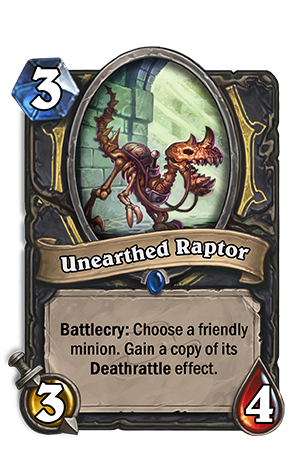 3
Unearthed Raptor
Battlecry: Choose a friendly
minion. Gain a copy of its
Deathrattle effect.
3
4